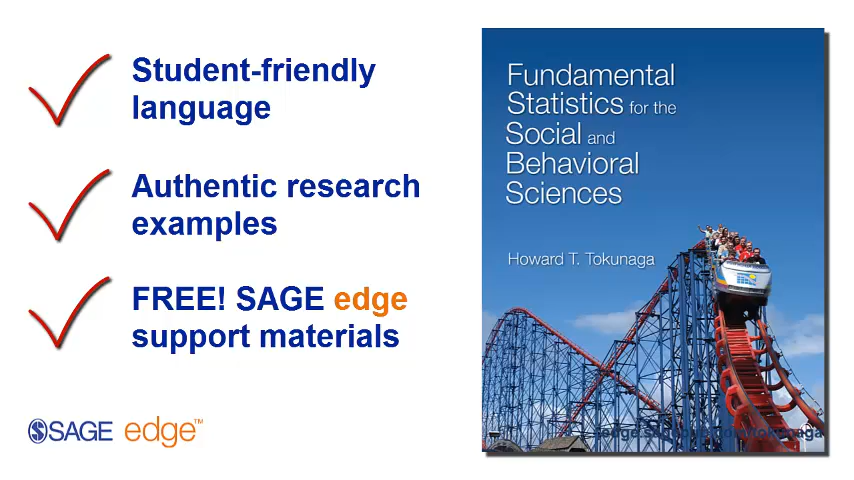 Student-friendly
language
Authentic research
examples
FREE! SAGE edge
support materials
SAGE edge™
Fundamental
Statistics for the
Social and
Behavioral
Sciences
Howard T. Tokunaga